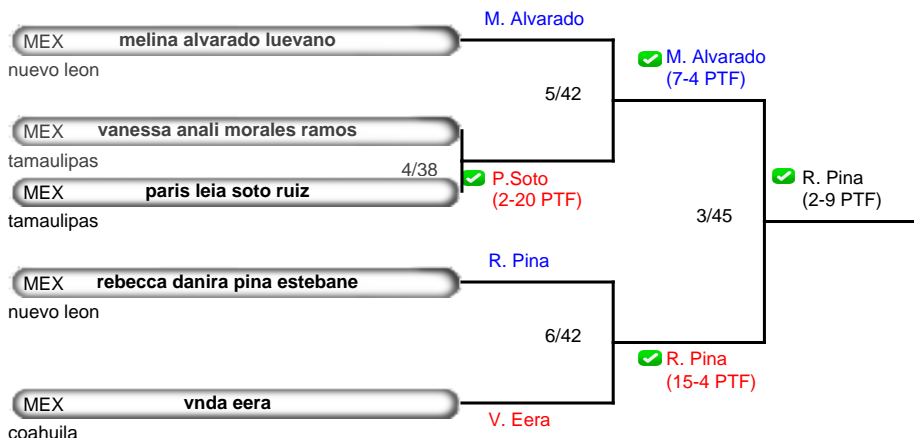 M. Alvarado
MEX melina alvarado luevano
nuevo leon
M. Alvarado
(7-4 PTF)
5/42
MEX vanessa anali morales ramos
tamaulipas
4/38
P.Soto
(2-20 PTF)
MEX paris leia soto ruiz
tamaulipas
R. Pina
(2-9 PTF)
3/45
R. Pina
MEX rebecca danira pina estebane
nuevo leon
6/42
R. Pina
(15-4 PTF)
MEX vnda eera
V. Eera
coahuila